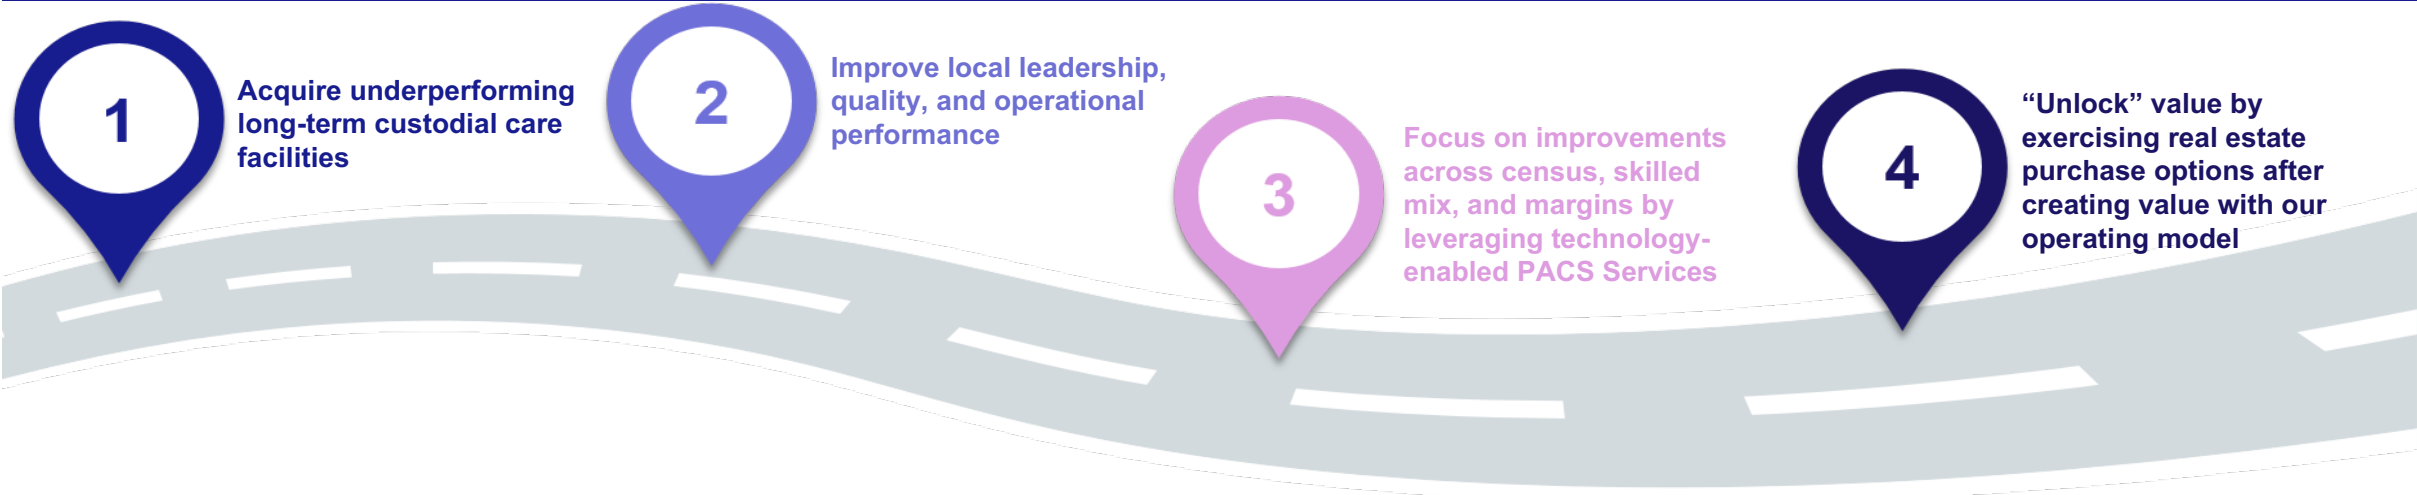 1
Acquire underperforming
long-term custodial care
facilities
2
Improve local leadership,
quality, and operational
performance
3
Focus on improvements
across census, skilled
mix, and margins by
leveraging technology-
enabled PACS Services
4
“Unlock” value by
exercising real estate
purchase options after
creating value with our
operating model